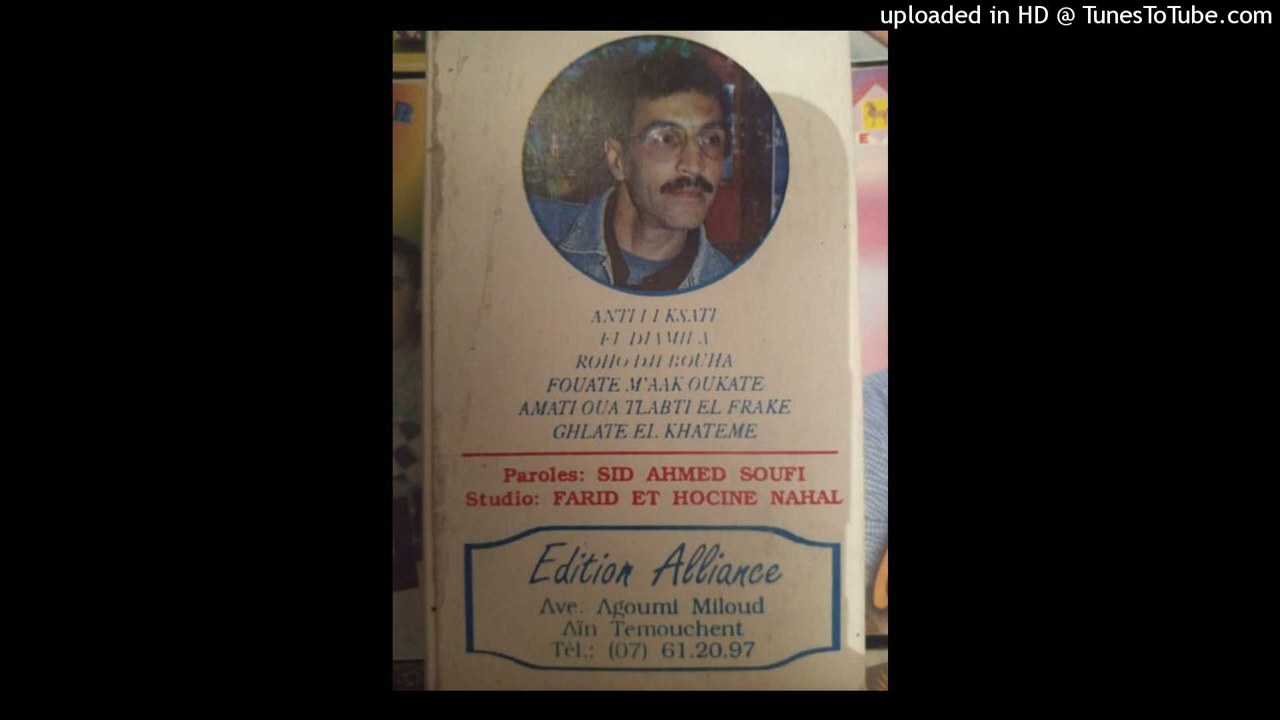 uploaded in HD @ TunesToTube.com
R
ANTI LI KSATI
EL DJAMILA
ROHO DJI ROUHA
FOUATE M'AAK OUKATE
AMATI OUA TLABTI EL FRAKE
GHLATE EL KHATEME
Paroles: SID AHMED SOUFI
Studio: FARID ET HOCINE NAHAL
Edition Alliance
Ave. Agoumi Miloud
Aïn Temouchent
Tél.: (07) 61.20.97